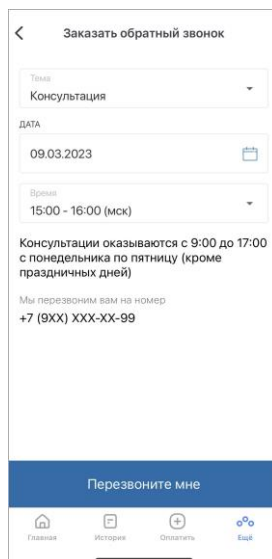 Заказать обратный звонок
Тема
Консультация
ДАТА
09.03.2023
Время
15:00 - 16:00 (мск)
Консультации оказываются с 9:00 до 17:00
с понедельника по пятницу (кроме
праздничных дней)
Мы перезвоним вам на номер
+7 (9XX) XXX-XX-99
Перезвоните мне
Главная
История
Оплатить
Ещё